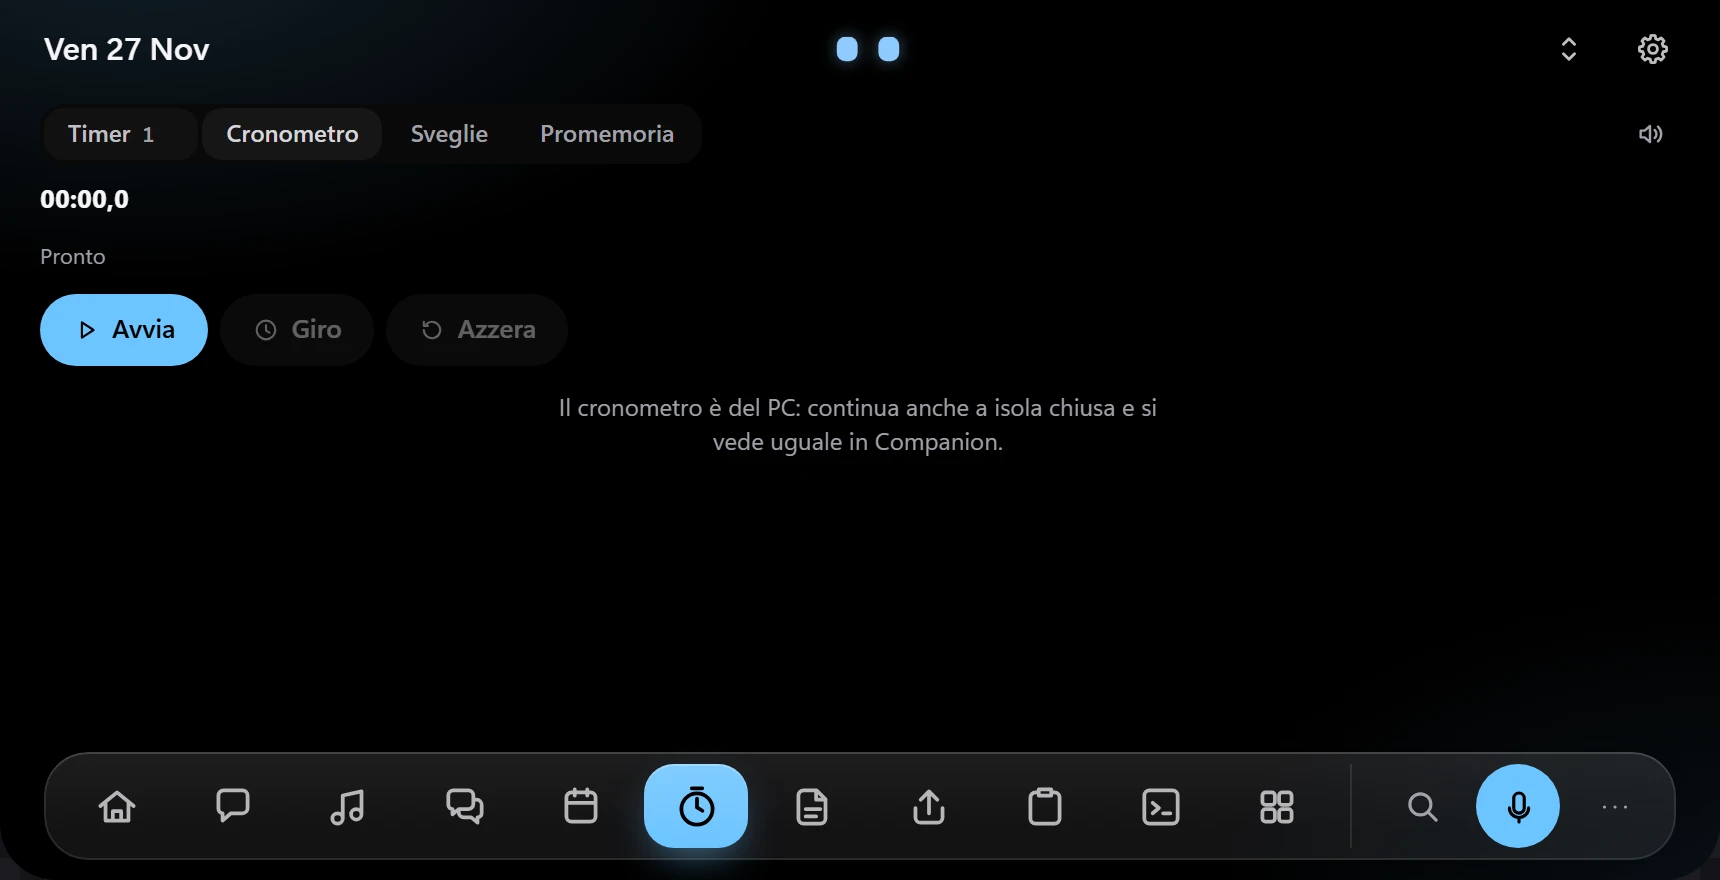 Ven 27 Nov
Timer 1 Cronometro Sveglie Promemoria
00:00,0
Pronto
Avvia Giro Azzera
Il cronometro è del PC: continua anche a isola chiusa e si
vede uguale in Companion.